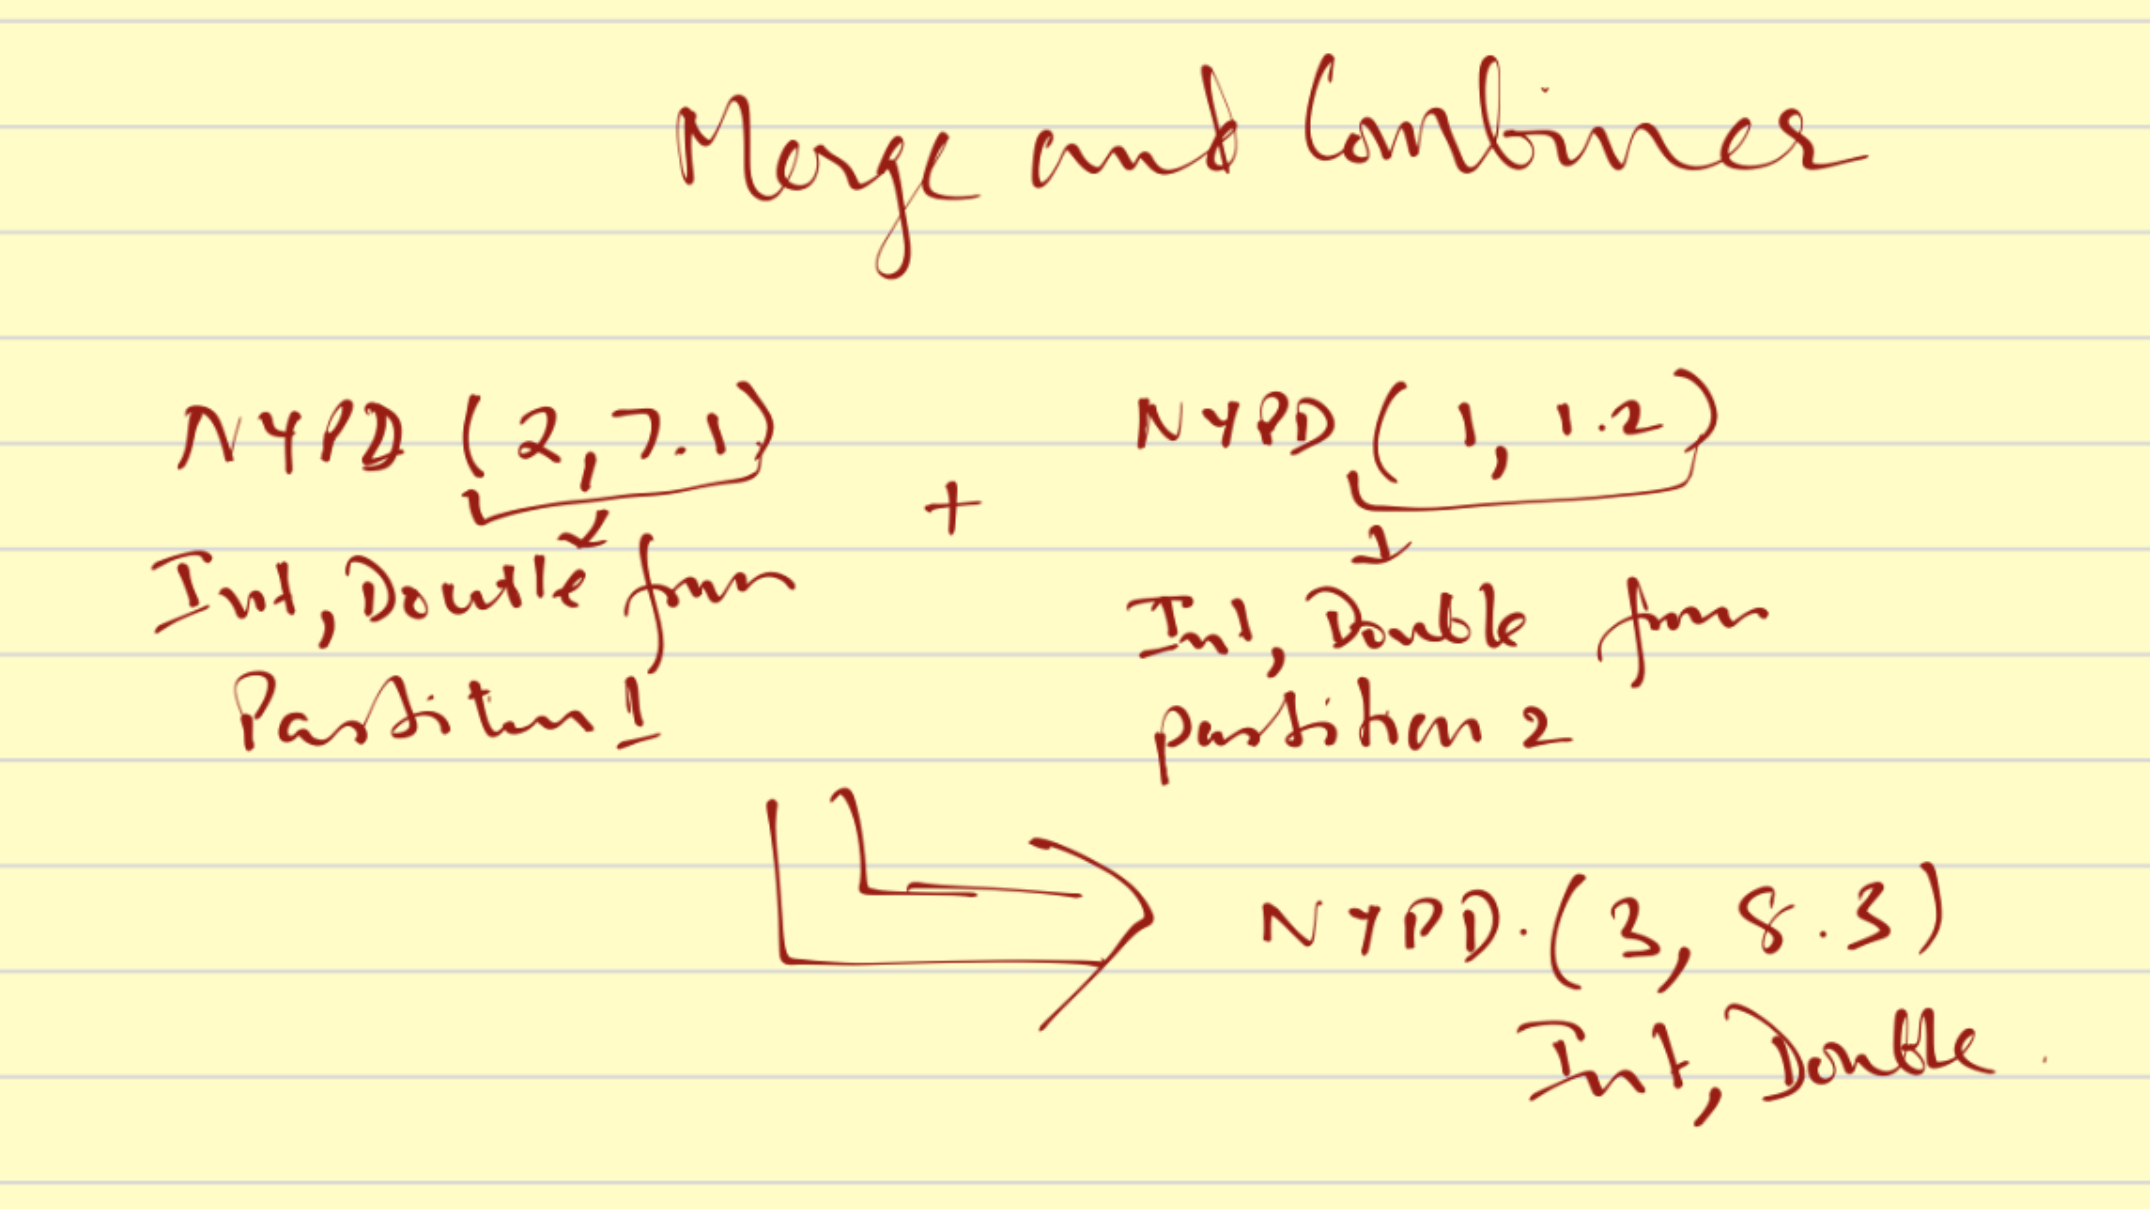 Merge and Combiner
NYPD (2, 7.1) + NYPD (1, 1.2)
Int, Double from
Partition 1
Int, Double from
partition 2
NYPD. (3, 8.3)
Int, Double.